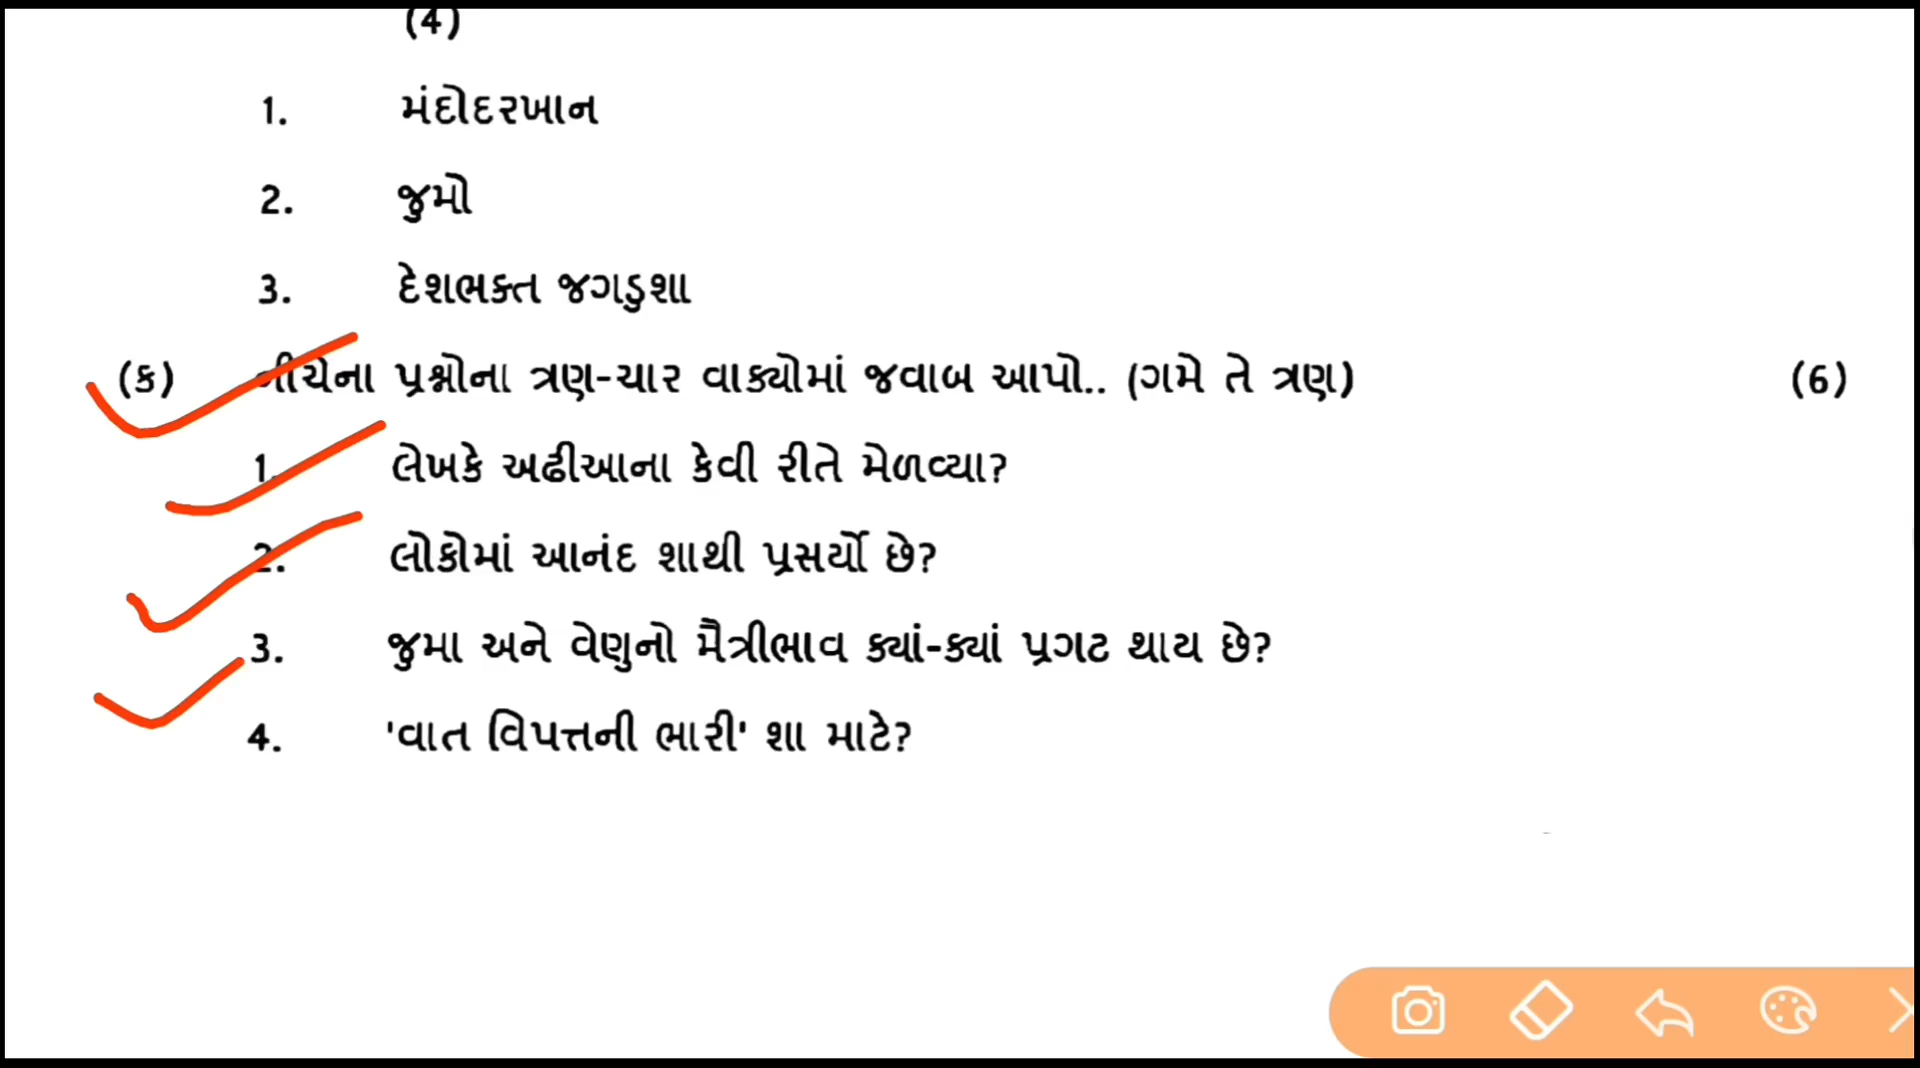 (4)
1. મંદોદરખાન
2. જુમો
3. દેશભક્ત જગડુશા
(ક) નીચેના પ્રશ્નોના ત્રણ-ચાર વાક્યોમાં જવાબ આપો.. (ગમે તે ત્રણ) (6)
1. લેખકે અઢીઆના કેવી રીતે મેળવ્યા?
2. લોકોમાં આનંદ શાથી પ્રસર્યો છે?
3. જુમા અને વેણુનો મૈત્રીભાવ ક્યાં-ક્યાં પ્રગટ થાય છે?
4. 'વાત વિપત્તની ભારી' શા માટે?